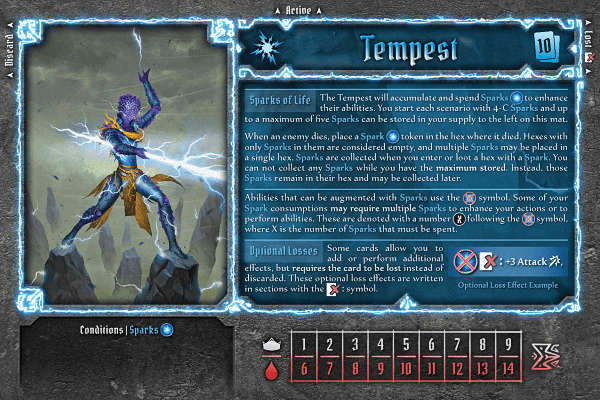 Active
Discard
Lost
Tempest
10
Sparks of Life The Tempest will accumulate and spend Sparks to enhance
their abilities. You start each scenario with 4-C Sparks and up
to a maximum of five Sparks can be stored in your supply to the left on this mat.
When an enemy dies, place a Spark token in the hex where it died. Hexes with
only Sparks in them are considered empty, and multiple Sparks may be placed in
a single hex. Sparks are collected when you enter or loot a hex with a Spark. You
can not collect any Sparks while you have the maximum stored. Instead, those
Sparks remain in their hex and may be collected later.
Abilities that can be augmented with Sparks use the symbol. Some of your
Spark consumptions may require multiple Sparks to enhance your actions or to
perform abilities. These are denoted with a number X following the symbol,
where X is the number of Sparks that must be spent.
Optional Losses Some cards allow you to
add or perform additional
effects, but requires the card to be lost instead of
discarded. These optional loss effects are written
in sections with the : symbol.
: +3 Attack ,
Optional Loss Effect Example
Conditions | Sparks
1 2 3 4 5 6 7 8 9
6 7 8 9 10 11 12 13 14